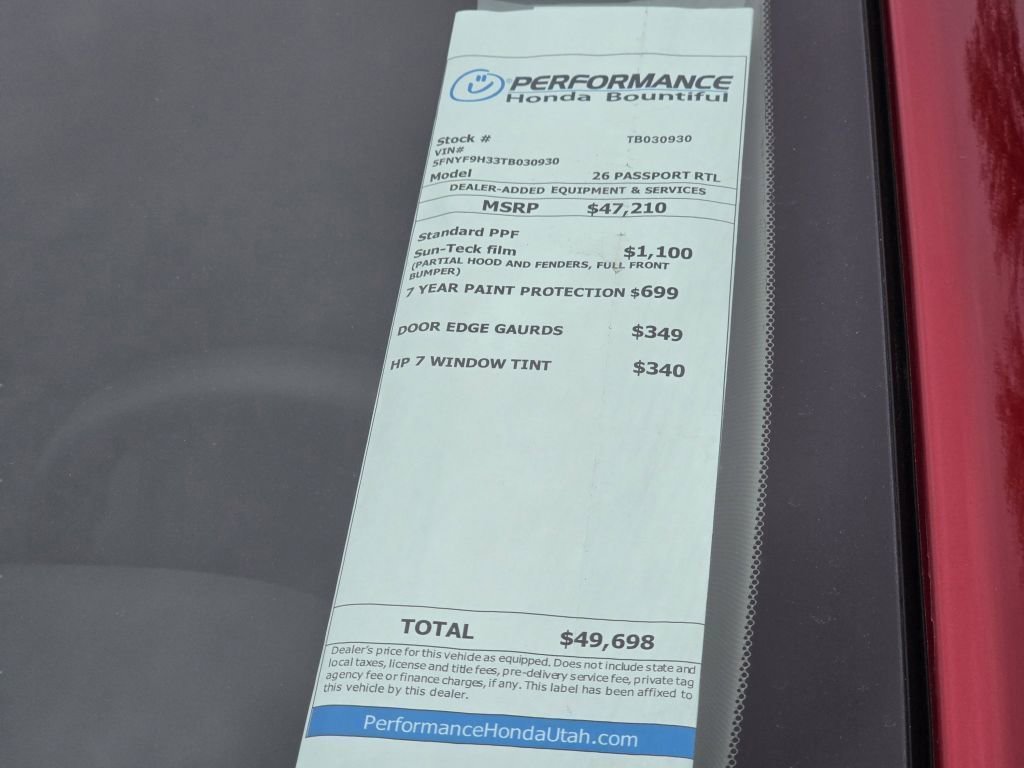 PERFORMANCE
Honda Bountiful
Stock # TB030930
VIN#
5FNYF9H33TB030930
Model 26 PASSPORT RTL
DEALER-ADDED EQUIPMENT & SERVICES
MSRP $47,210
Standard PPF
Sun-Teck film $1,100
(PARTIAL HOOD AND FENDERS, FULL FRONT
BUMPER)
7 YEAR PAINT PROTECTION $699
DOOR EDGE GAURDS $349
HP 7 WINDOW TINT $340
TOTAL $49,698
Dealer's price for this vehicle as equipped. Does not include state and
local taxes, license and title fees, pre-delivery service fee, private tag
agency fee or finance charges, if any. This label has been affixed to
this vehicle by this dealer.
PerformanceHondaUtah.com